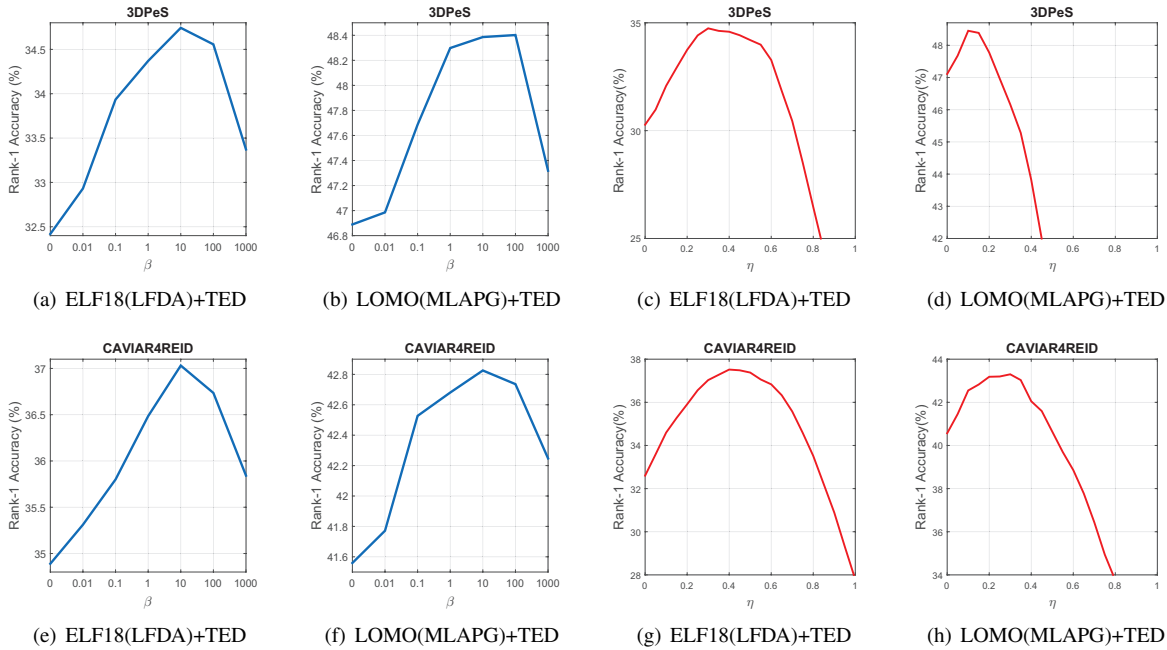 3DPeS
34.5
34
33.5
33
32.5
Rank-1 Accuracy (%)
0 0.01 0.1 1 10 100 1000
β
(a) ELF18(LFDA)+TED
3DPeS
48.4
48.2
48
47.8
47.6
47.4
47.2
47
46.8
Rank-1 Accuracy (%)
0 0.01 0.1 1 10 100 1000
β
(b) LOMO(MLAPG)+TED
3DPeS
35
30
25
Rank-1 Accuracy(%)
0 0.2 0.4 0.6 0.8 1
η
(c) ELF18(LFDA)+TED
3DPeS
48
47
46
45
44
43
42
Rank-1 Accuracy(%)
0 0.2 0.4 0.6 0.8 1
η
(d) LOMO(MLAPG)+TED
CAVIAR4REID
37
36.5
36
35.5
35
Rank-1 Accuracy (%)
0 0.01 0.1 1 10 100 1000
β
(e) ELF18(LFDA)+TED
CAVIAR4REID
42.8
42.6
42.4
42.2
42
41.8
41.6
Rank-1 Accuracy (%)
0 0.01 0.1 1 10 100 1000
β
(f) LOMO(MLAPG)+TED
CAVIAR4REID
38
36
34
32
30
28
Rank-1 Accuracy(%)
0 0.2 0.4 0.6 0.8 1
η
(g) ELF18(LFDA)+TED
CAVIAR4REID
44
42
40
38
36
34
Rank-1 Accuracy(%)
0 0.2 0.4 0.6 0.8 1
η
(h) LOMO(MLAPG)+TED